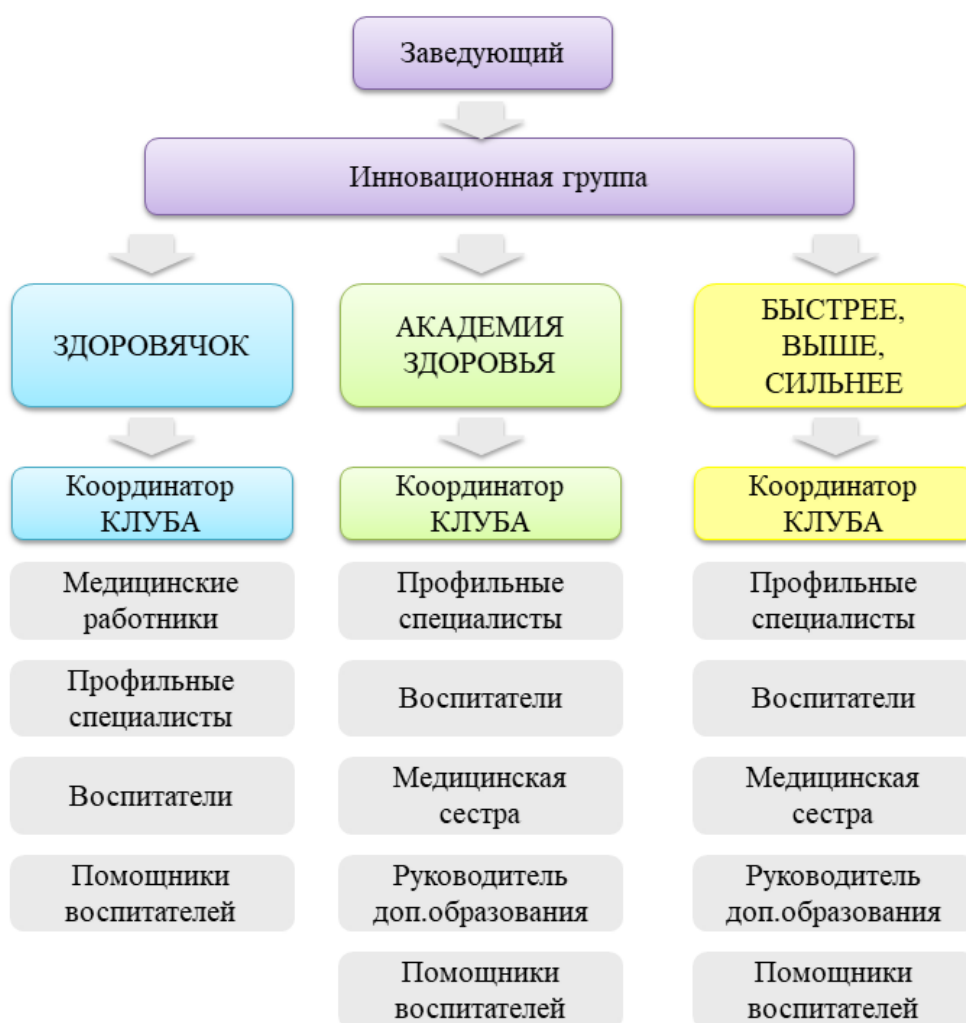 Заведующий
Инновационная группа
ЗДОРОВЯЧОК
АКАДЕМИЯ
ЗДОРОВЬЯ
БЫСТРЕЕ,
ВЫШЕ,
СИЛЬНЕЕ
Координатор
КЛУБА
Координатор
КЛУБА
Координатор
КЛУБА
Медицинские
работники
Профильные
специалисты
Профильные
специалисты
Профильные
специалисты
Воспитатели
Воспитатели
Воспитатели
Медицинская
сестра
Медицинская
сестра
Помощники
воспитателей
Руководитель
доп.образования
Руководитель
доп.образования
Помощники
воспитателей
Помощники
воспитателей